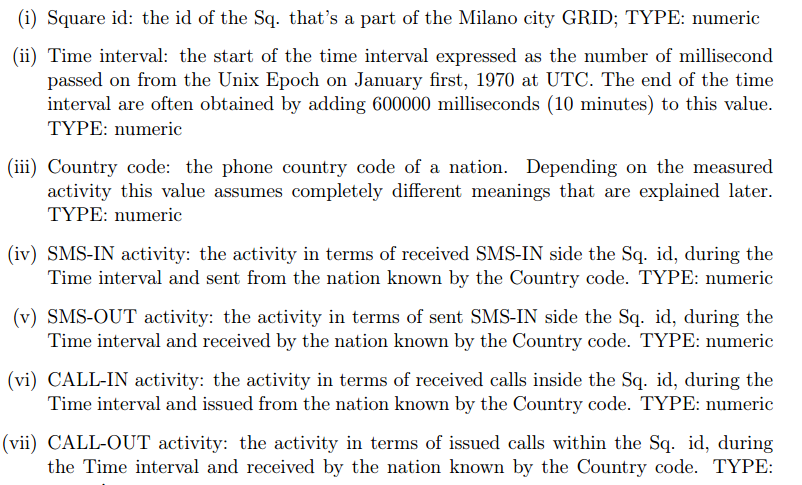 (i) Square id: the id of the Sq. that's a part of the Milano city GRID; TYPE: numeric
(ii) Time interval: the start of the time interval expressed as the number of millisecond
passed on from the Unix Epoch on January first, 1970 at UTC. The end of the time
interval are often obtained by adding 600000 milliseconds (10 minutes) to this value.
TYPE: numeric
(iii) Country code: the phone country code of a nation. Depending on the measured
activity this value assumes completely different meanings that are explained later.
TYPE: numeric
(iv) SMS-IN activity: the activity in terms of received SMS-IN side the Sq. id, during the
Time interval and sent from the nation known by the Country code. TYPE: numeric
(v) SMS-OUT activity: the activity in terms of sent SMS-IN side the Sq. id, during the
Time interval and received by the nation known by the Country code. TYPE: numeric
(vi) CALL-IN activity: the activity in terms of received calls inside the Sq. id, during the
Time interval and issued from the nation known by the Country code. TYPE: numeric
(vii) CALL-OUT activity: the activity in terms of issued calls within the Sq. id, during
the Time interval and received by the nation known by the Country code. TYPE: